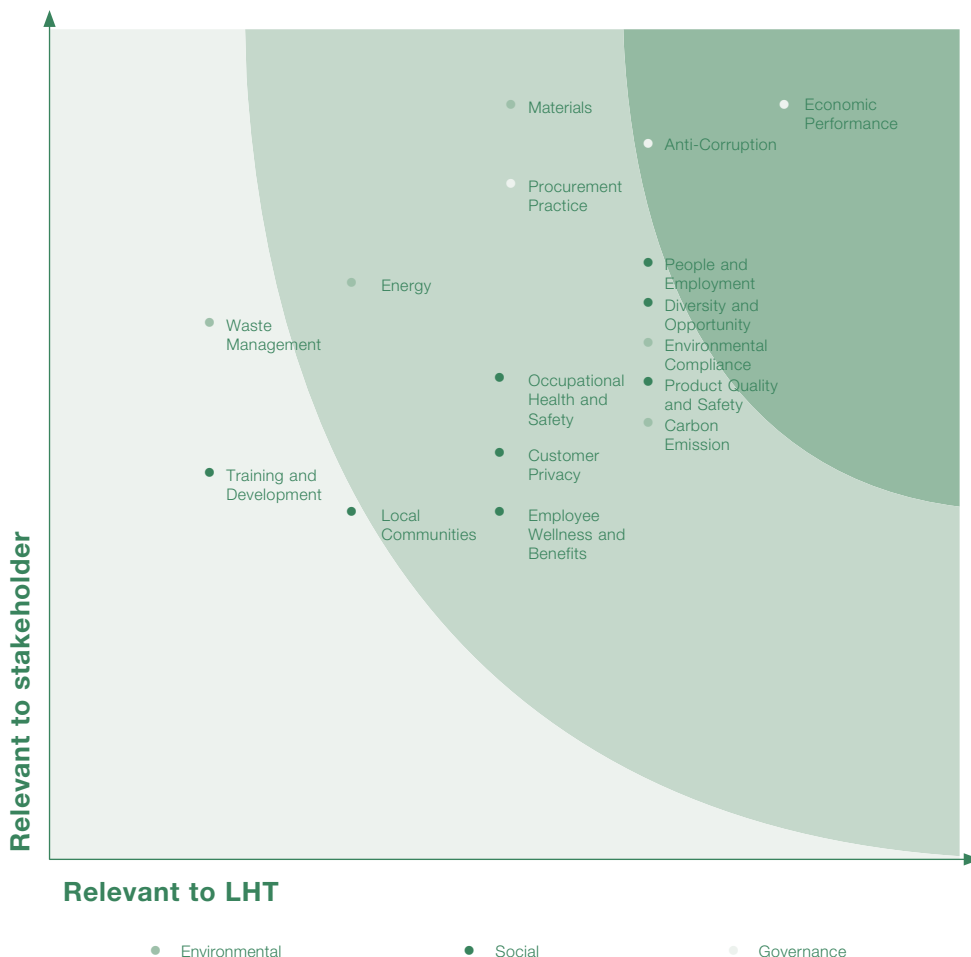 Materials
Economic
Performance
Anti-Corruption
Procurement
Practice
People and
Employment
Energy
Diversity and
Opportunity
Waste
Management
Environmental
Compliance
Occupational
Health and
Safety
Product Quality
and Safety
Carbon
Emission
Customer
Privacy
Training and
Development
Local
Communities
Employee
Wellness and
Benefits
Relevant to stakeholder
Relevant to LHT
Environmental
Social
Governance